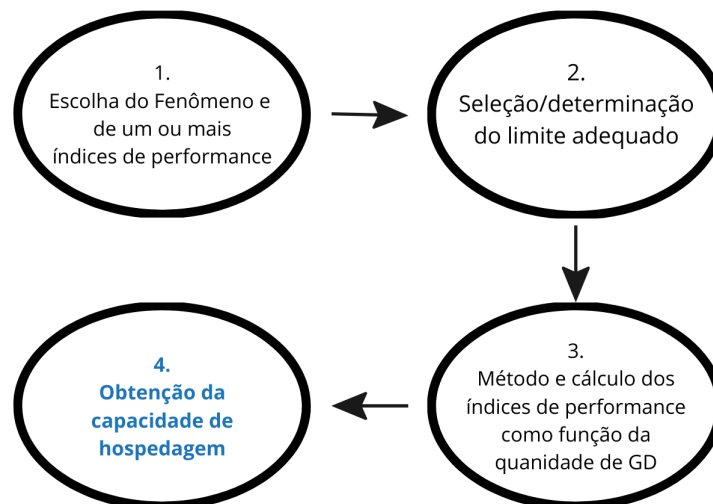 1.
Escolha do Fenômeno e
de um ou mais
índices de performance
2.
Seleção/determinação
do limite adequado
3.
Método e cálculo dos
índices de performance
como função da
quanidade de GD
4.
Obtenção da
capacidade de
hospedagem